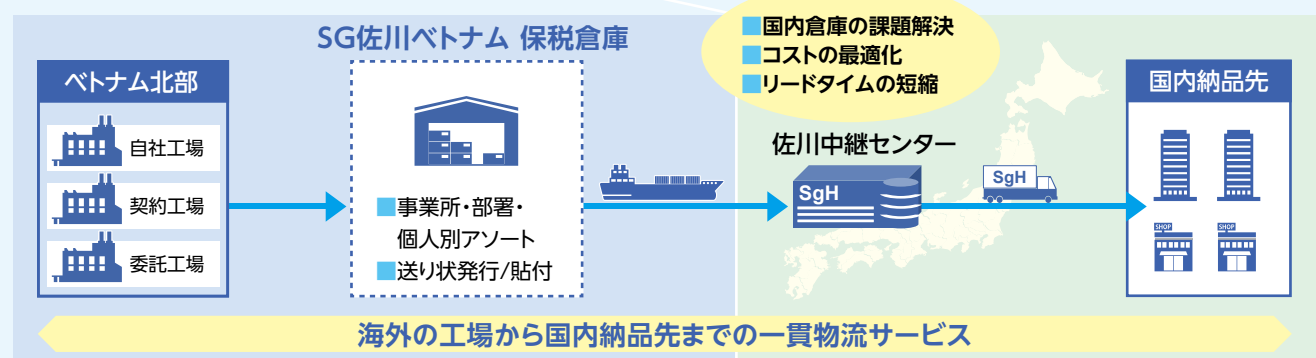 SG佐川ベトナム 保税倉庫
■国内倉庫の課題解決
■コストの最適化
■リードタイムの短縮
ベトナム北部
自社工場
契約工場
委託工場
■事業所・部署・
個人別アソート
■送り状発行/貼付
佐川中継センター
SgH
SgH
国内納品先
SHOP
SHOP
海外の工場から国内納品先までの一貫物流サービス